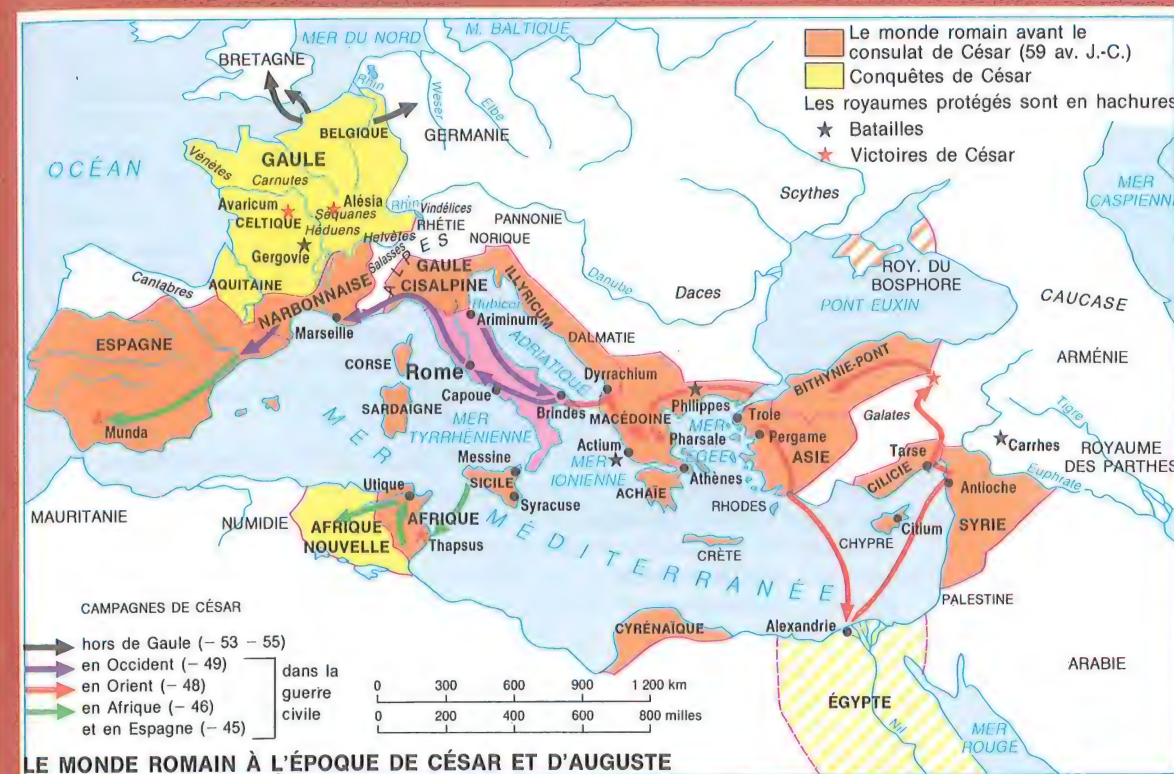 MER DU NORD
M. BALTIQUE
BRETAGNE
Rhin
Weser
Elbe
BELGIQUE
GERMANIE
OCÉAN
GAULE
Vénètes
Carnutes
Avaricum
Alésia
CELTIQUE
Séquanes
Héduens
Gergovie
Helvètes
Rhin
Vindélices
RHÉTIE
PANNONIE
NORIQUE
Salasses
ALPES
AQUITAINE
Cantabres
NARBONNAISE
GAULE
CISALPINE
ILLYRICUM
Danube
Daces
Scythes
MER
CASPIENNE
ROY. DU
BOSPHORE
PONT EUXIN
CAUCASE
ARMÉNIE
Rubicon
Ariminum
Marseille
ESPAGNE
CORSE
Rome
ADRIATIQUE
DALMATIE
Dyrrachium
SARDAIGNE
Capoue
Brindes
MACÉDOINE
Philippes
BITHYNIE-PONT
Galates
Troie
Pergame
ASIE
Munda
MER
TYRRHÉNIENNE
Actium
Pharsale
MER
ÉGÉE
MER
IONIENNE
Athènes
ACHAÏE
RHODES
Tarse
CILICIE
Antioche
Carrhes
Tigre
ROYAUME
DES PARTHES
Euphrate
Messine
SICILE
Syracuse
Utique
MAURITANIE
NUMIDIE
AFRIQUE
NOUVELLE
AFRIQUE
Thapsus
CRÈTE
Citium
CHYPRE
SYRIE
MER MÉDITERRANÉE
PALESTINE
CYRÉNAÏQUE
Alexandrie
ARABIE
ÉGYPTE
Nil
MER
ROUGE
Le monde romain avant le
consulat de César (59 av. J.-C.)
Conquêtes de César
Les royaumes protégés sont en hachures
Batailles
Victoires de César
CAMPAGNES DE CÉSAR
hors de Gaule (– 53 – 55)
en Occident (– 49)
en Orient (– 48)
en Afrique (– 46)
et en Espagne (– 45)
dans la
guerre
civile
0 300 600 900 1200 km
0 200 400 600 800 milles
LE MONDE ROMAIN À L'ÉPOQUE DE CÉSAR ET D'AUGUSTE